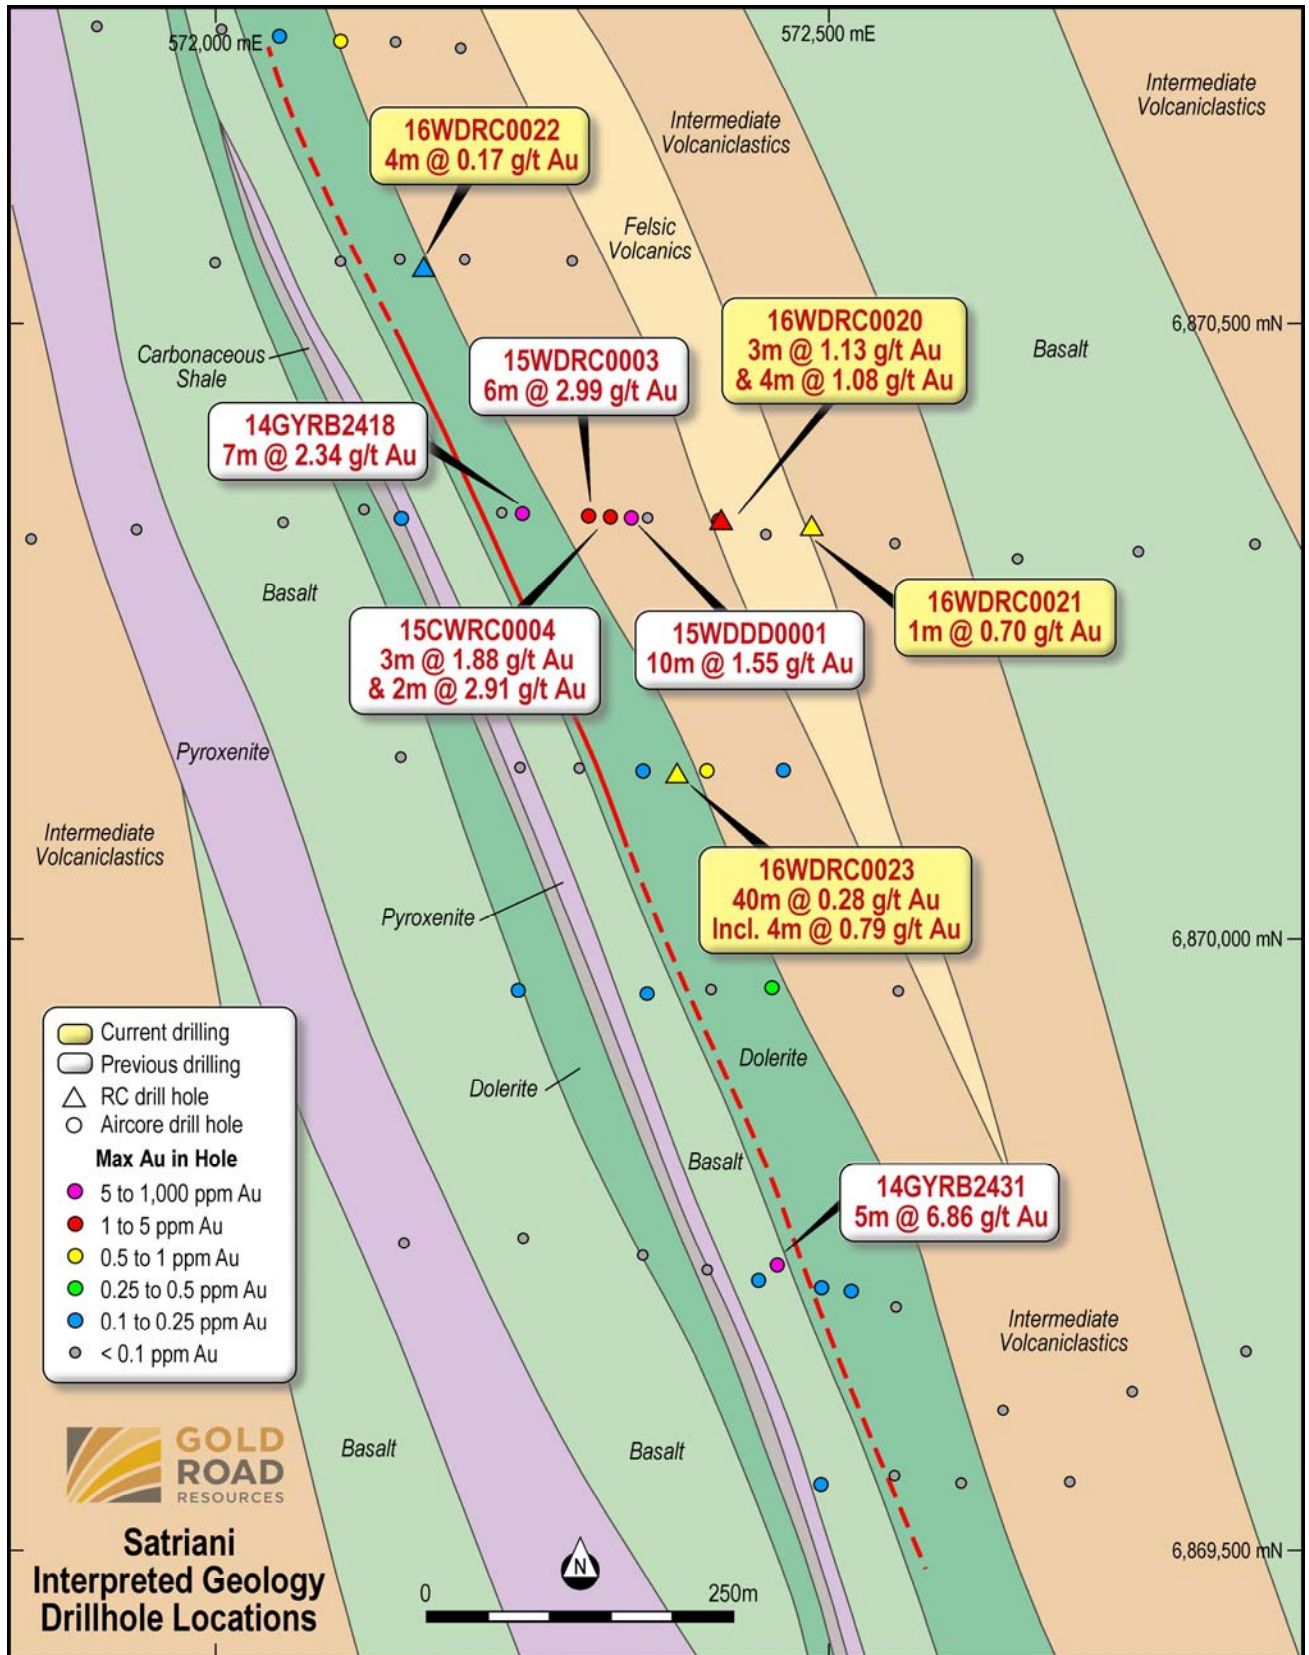 572,000 mE
572,500 mE
Intermediate
Volcaniclastics
Intermediate
Volcaniclastics
16WDRC0022
4m @ 0.17 g/t Au
Felsic
Volcanics
16WDRC0020
3m @ 1.13 g/t Au
& 4m @ 1.08 g/t Au
6,870,500 mN
Basalt
Carbonaceous
Shale
15WDRC0003
6m @ 2.99 g/t Au
14GYRB2418
7m @ 2.34 g/t Au
Basalt
16WDRC0021
1m @ 0.70 g/t Au
15CWRC0004
3m @ 1.88 g/t Au
& 2m @ 2.91 g/t Au
15WDDD0001
10m @ 1.55 g/t Au
Pyroxenite
Intermediate
Volcaniclastics
16WDRC0023
40m @ 0.28 g/t Au
Incl. 4m @ 0.79 g/t Au
Pyroxenite
6,870,000 mN
Dolerite
Dolerite
Basalt
14GYRB2431
5m @ 6.86 g/t Au
Current drilling
Previous drilling
RC drill hole
Aircore drill hole
Max Au in Hole
5 to 1,000 ppm Au
1 to 5 ppm Au
0.5 to 1 ppm Au
0.25 to 0.5 ppm Au
0.1 to 0.25 ppm Au
< 0.1 ppm Au
Intermediate
Volcaniclastics
Basalt
Basalt
GOLD
ROAD
RESOURCES
Satriani
Interpreted Geology
Drillhole Locations
N
0 250m
6,869,500 mN